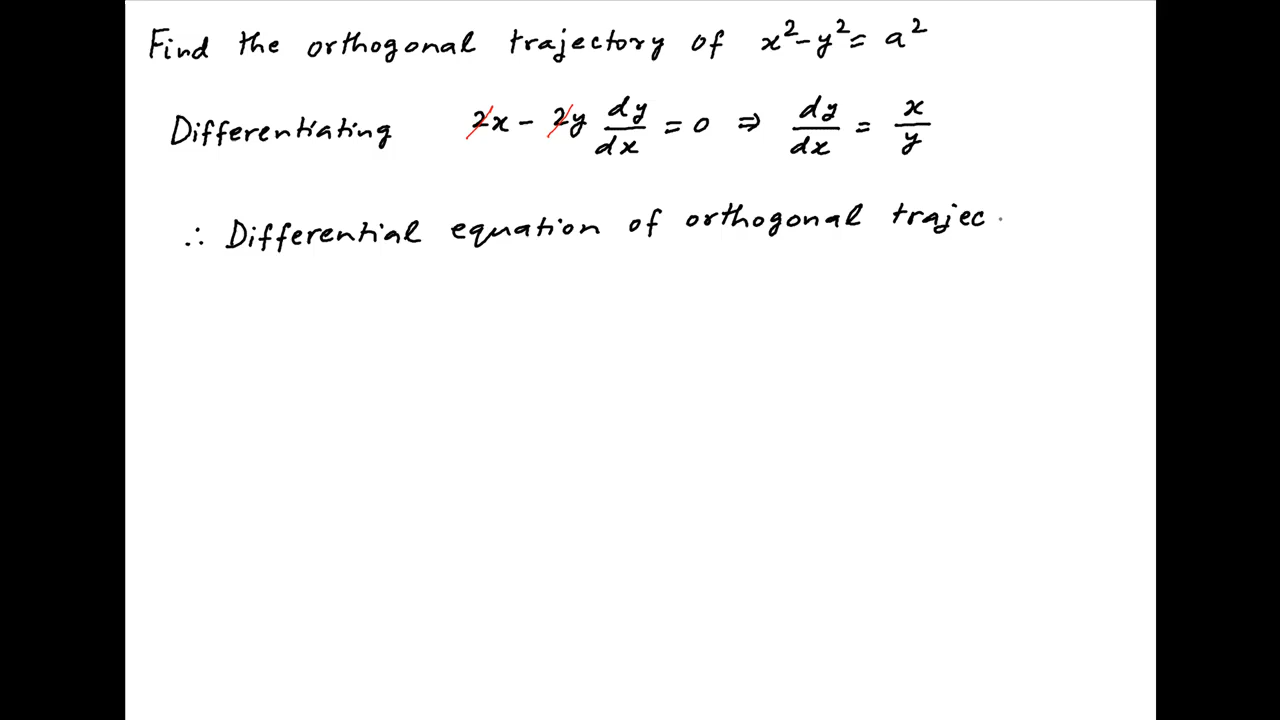 Find the orthogonal trajectory of x² - y² = a²
Differentiating 2x - 2y dy/dx = 0 ⇒ dy/dx = x/y
∴ Differential equation of orthogonal trajec